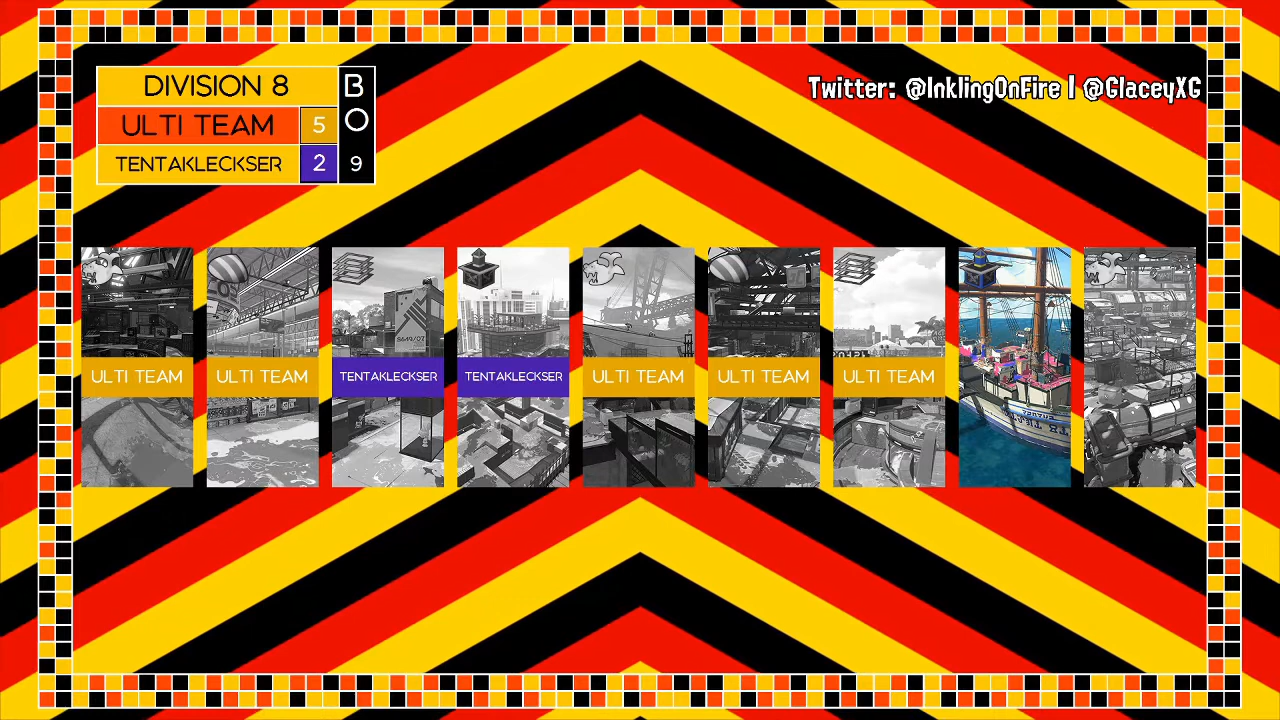 DIVISION 8
B
O
9
ULTI TEAM 5
TENTAKLECKSER 2
Twitter: @InklingOnFire | @GlaceyXG
ULTI TEAM
ULTI TEAM
TENTAKLECKSER
TENTAKLECKSER
ULTI TEAM
ULTI TEAM
ULTI TEAM